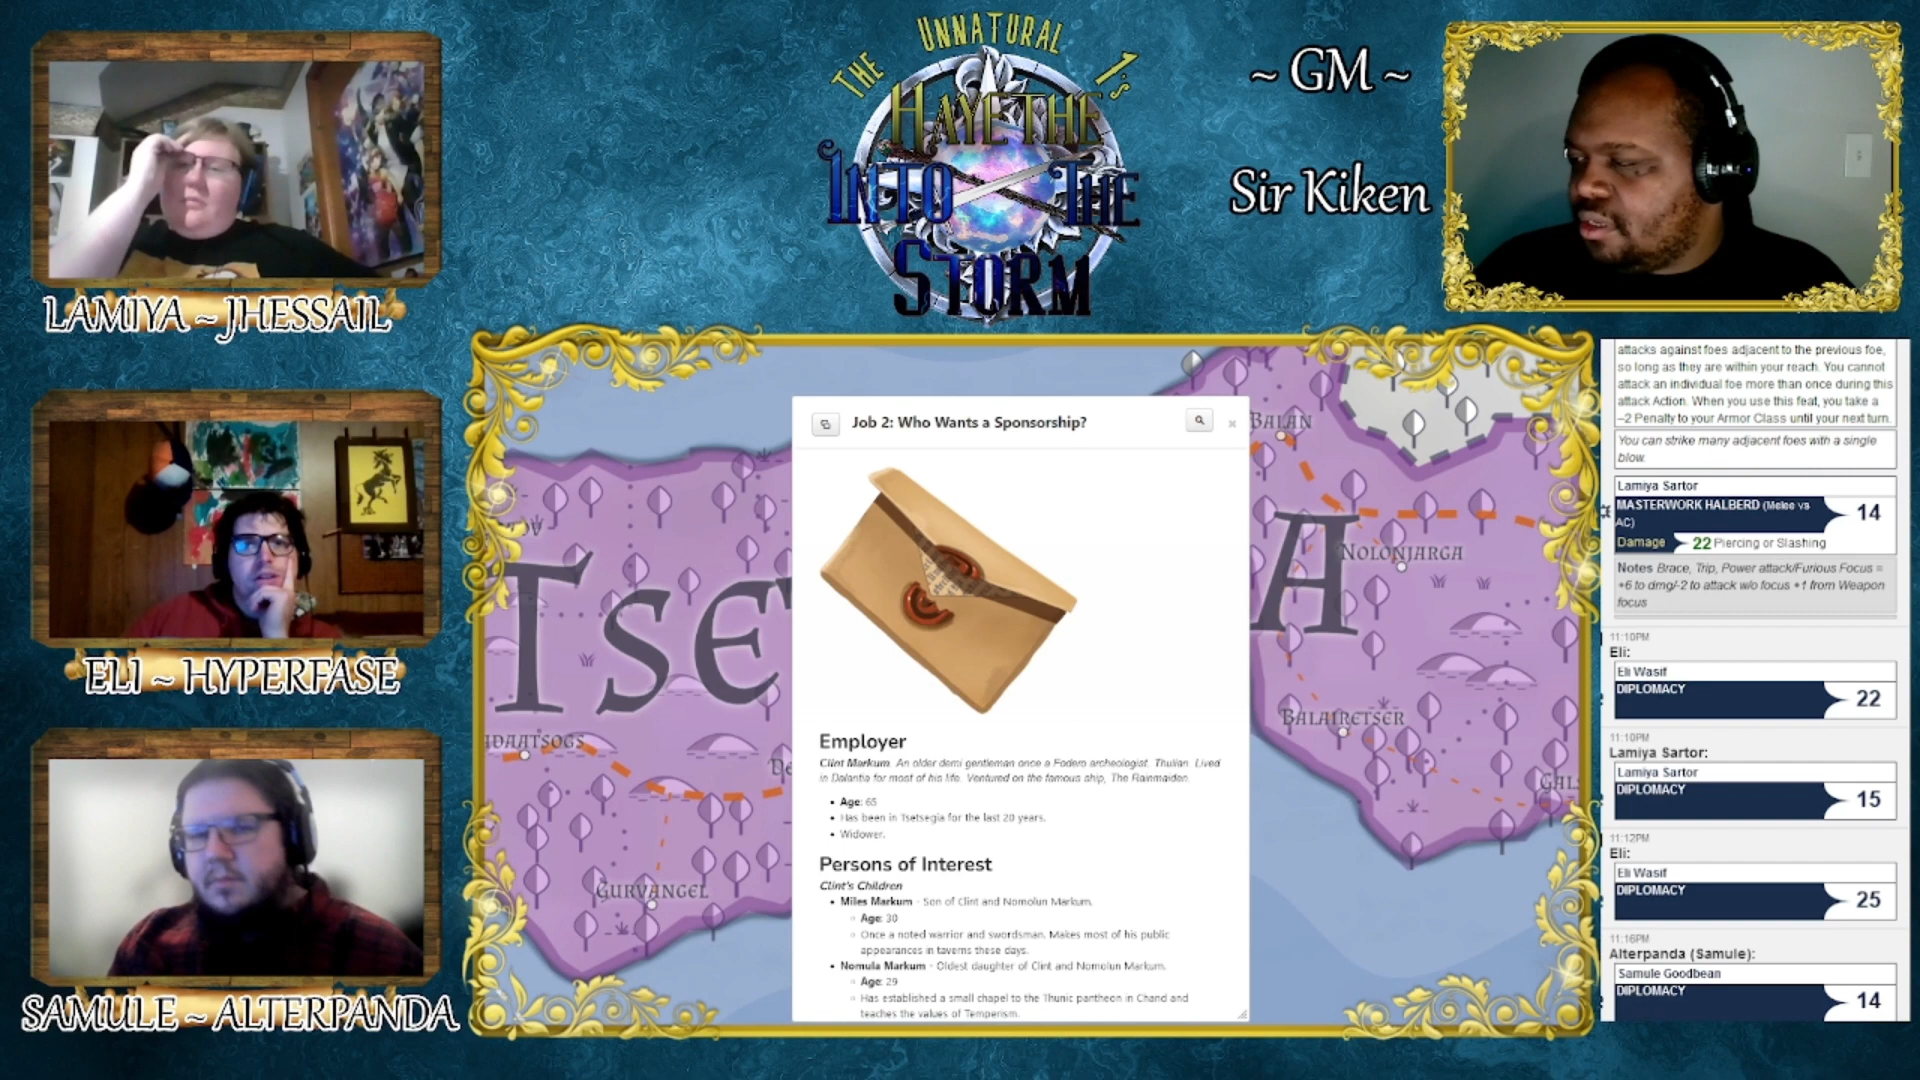 THE UNNATURAL 1's
HAYETHE
INTO THE
STORM
~ GM ~
Sir Kiken
LAMIYA ~ JHESSAIL
ELI ~ HYPERFASE
SAMULE ~ ALTERPANDA
TSE
A
BALAN
NOLONJARGA
BALAIRETSER
GURVANGEL
Job 2: Who Wants a Sponsorship?
Employer
Clint Markum. An older demi gentleman once a Fodero archeologist. Thulian. Lived
in Dalantia for most of his life. Ventured on the famous ship, The Rainmaiden.
• Age: 65
• Has been in Tsetsegia for the last 20 years.
• Widower.
Persons of Interest
Clint's Children
• Miles Markum - Son of Clint and Nomolun Markum.
○ Age: 30
○ Once a noted warrior and swordsman. Makes most of his public
appearances in taverns these days.
• Nomula Markum - Oldest daughter of Clint and Nomolun Markum.
○ Age: 29
○ Has established a small chapel to the Thunic pantheon in Chand and
teaches the values of Temperism.
attacks against foes adjacent to the previous foe,
so long as they are within your reach. You cannot
attack an individual foe more than once during this
attack Action. When you use this feat, you take a
–2 Penalty to your Armor Class until your next turn.
You can strike many adjacent foes with a single
blow.
Lamiya Sartor
MASTERWORK HALBERD (Melee vs
AC)
14
Damage 22 Piercing or Slashing
Notes Brace, Trip, Power attack/Furious Focus =
+6 to dmg/-2 to attack w/o focus +1 from Weapon
focus
11:10PM
Eli:
Eli Wasif
DIPLOMACY 22
11:10PM
Lamiya Sartor:
Lamiya Sartor
DIPLOMACY 15
11:12PM
Eli:
Eli Wasif
DIPLOMACY 25
11:16PM
Alterpanda (Samule):
Samule Goodbean
DIPLOMACY 14